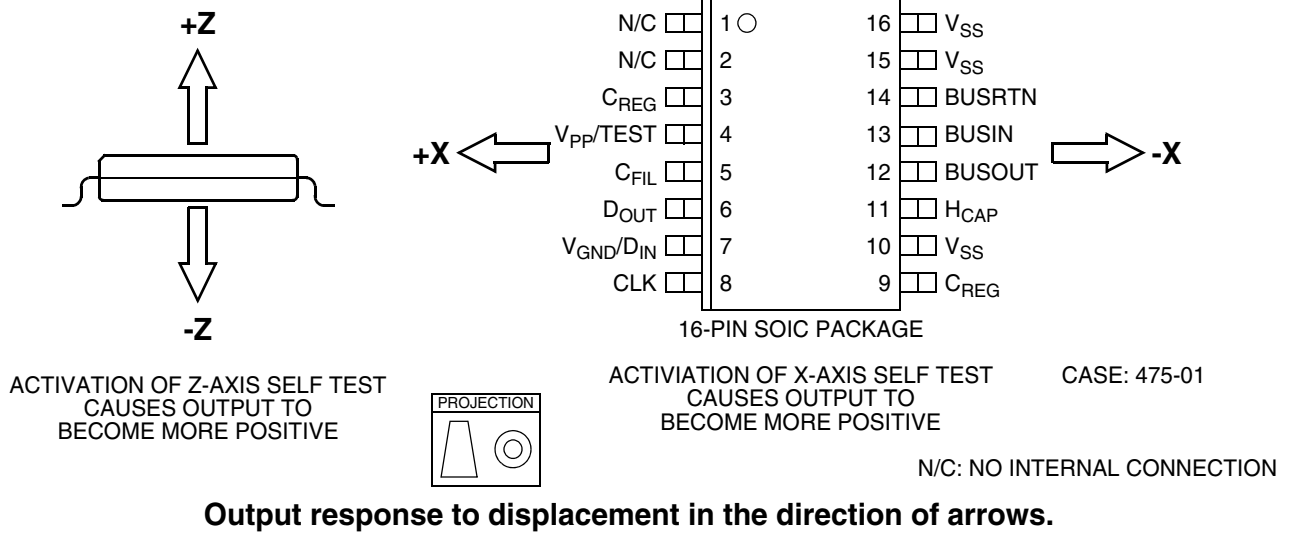 +Z
-Z
ACTIVATION OF Z-AXIS SELF TEST
CAUSES OUTPUT TO
BECOME MORE POSITIVE
PROJECTION
+X
N/C 1 16 VSS
N/C 2 15 VSS
CREG 3 14 BUSRTN
VPP/TEST 4 13 BUSIN
CFIL 5 12 BUSOUT
DOUT 6 11 HCAP
VGND/DIN 7 10 VSS
CLK 8 9 CREG
-X
16-PIN SOIC PACKAGE
ACTIVIATION OF X-AXIS SELF TEST
CAUSES OUTPUT TO
BECOME MORE POSITIVE
CASE: 475-01
N/C: NO INTERNAL CONNECTION
Output response to displacement in the direction of arrows.